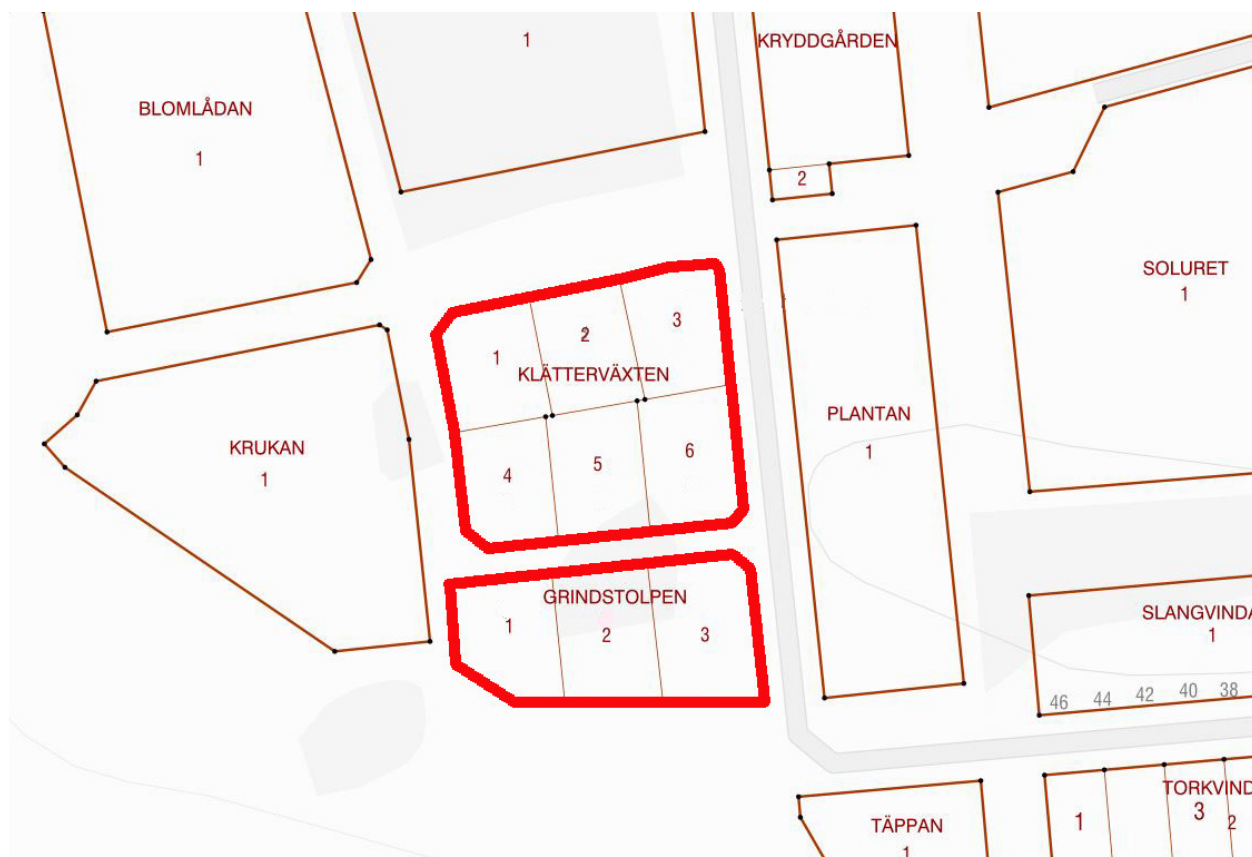 1
KRYDDGÅRDEN
BLOMLÅDAN
1
2
SOLURET
1
1
2
3
KLÄTTERVÄXTEN
PLANTAN
1
KRUKAN
1
4
5
6
GRINDSTOLPEN
1
2
3
SLANGVINDA
1
46 44 42 40 38
TORKVIND
1
3
2
TÄPPAN
1